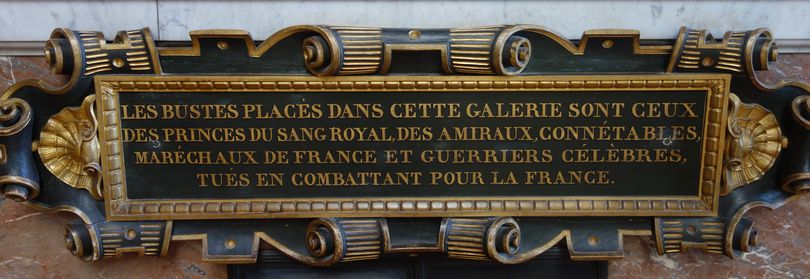 LES BUSTES PLACÉS DANS CETTE GALERIE SONT CEUX
DES PRINCES DU SANG ROYAL, DES AMIRAUX, CONNÉTABLES,
MARÉCHAUX DE FRANCE ET GUERRIERS CÉLÈBRES,
TUÉS EN COMBATTANT POUR LA FRANCE.